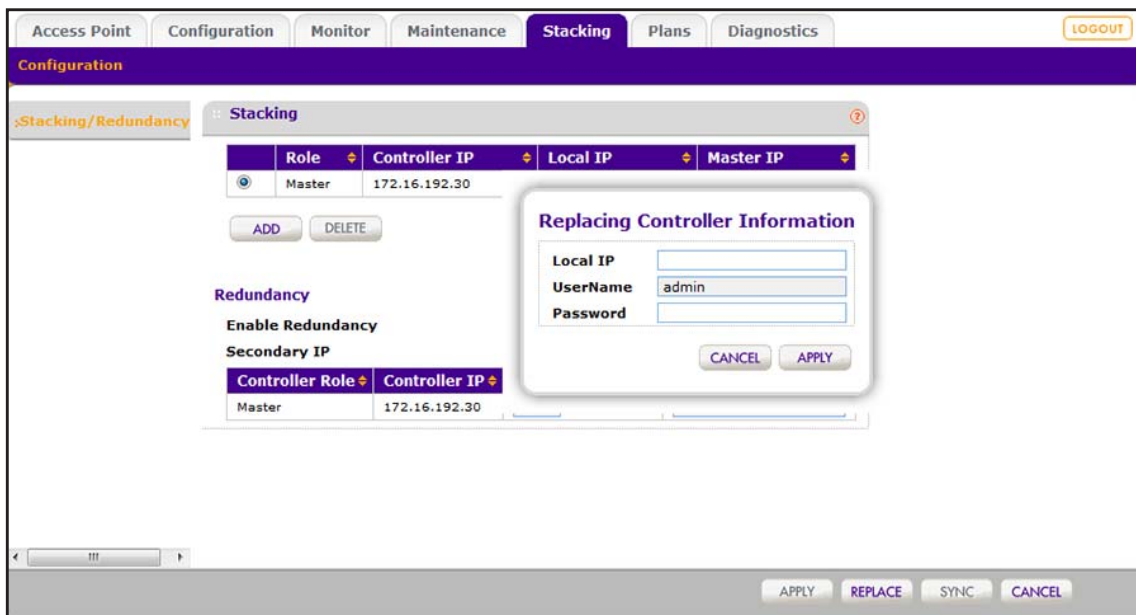 Access Point Configuration Monitor Maintenance Stacking Plans Diagnostics LOGOUT
Configuration
Stacking/Redundancy
Stacking ?
Role Controller IP Local IP Master IP
Master 172.16.192.30
ADD DELETE
Replacing Controller Information
Local IP
UserName admin
Password
CANCEL APPLY
Redundancy
Enable Redundancy
Secondary IP
Controller Role Controller IP
Master 172.16.192.30
APPLY REPLACE SYNC CANCEL